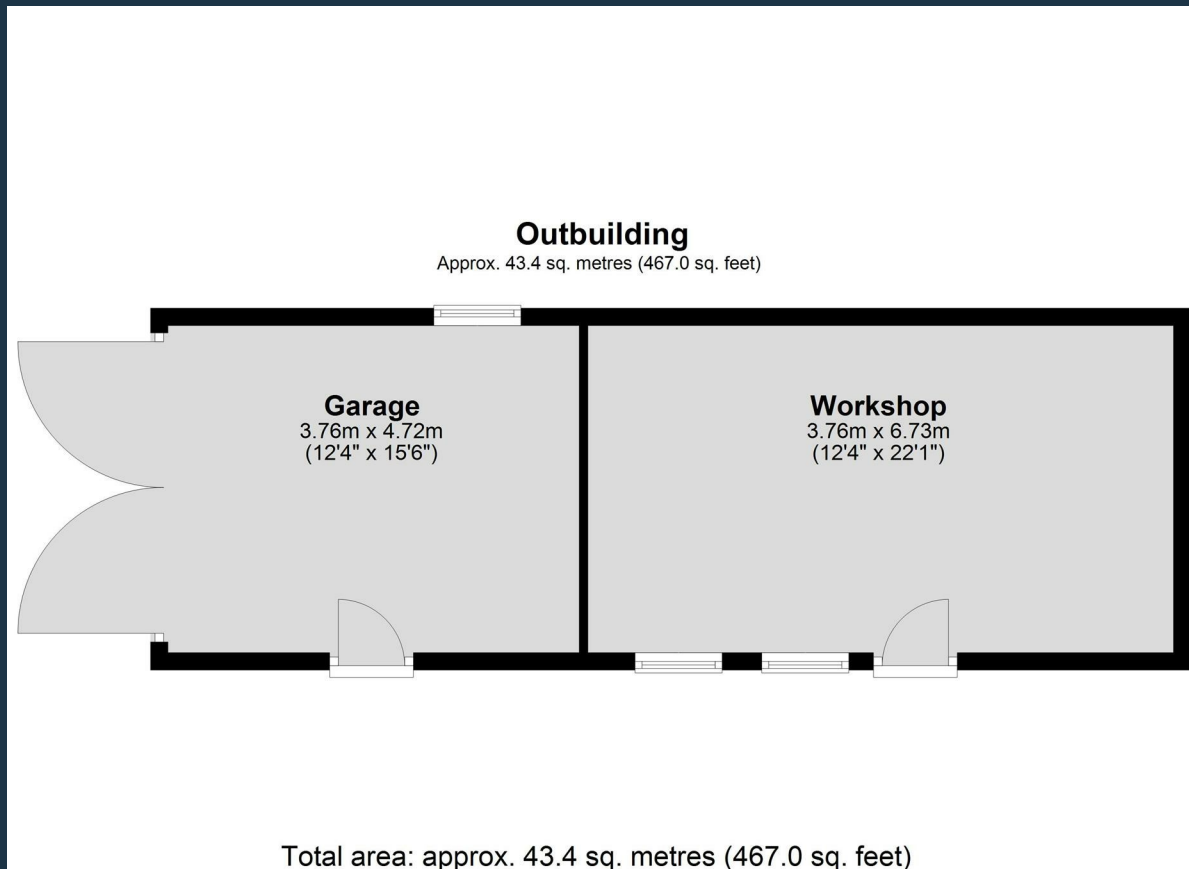 Outbuilding
Approx. 43.4 sq. metres (467.0 sq. feet)
Garage
3.76m x 4.72m
(12'4" x 15'6")
Workshop
3.76m x 6.73m
(12'4" x 22'1")
Total area: approx. 43.4 sq. metres (467.0 sq. feet)